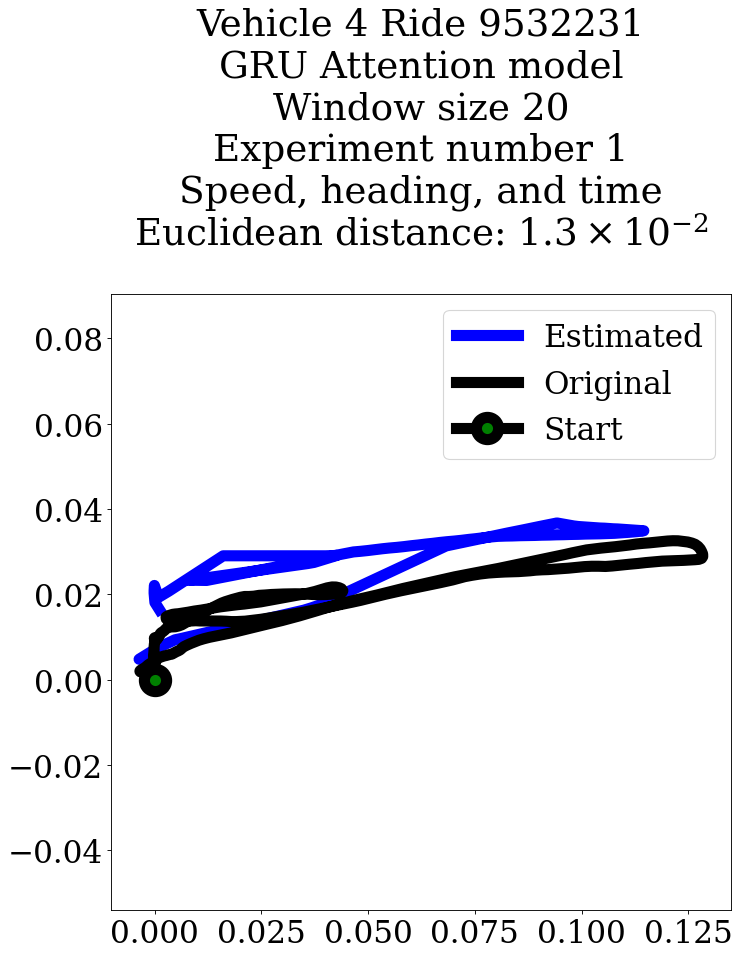 Vehicle 4 Ride 9532231
GRU Attention model
Window size 20
Experiment number 1
Speed, heading, and time
Euclidean distance: 1.3 × 10⁻²
Estimated
Original
Start
0.08
0.06
0.04
0.02
0.00
−0.02
−0.04
0.000 0.025 0.050 0.075 0.100 0.125